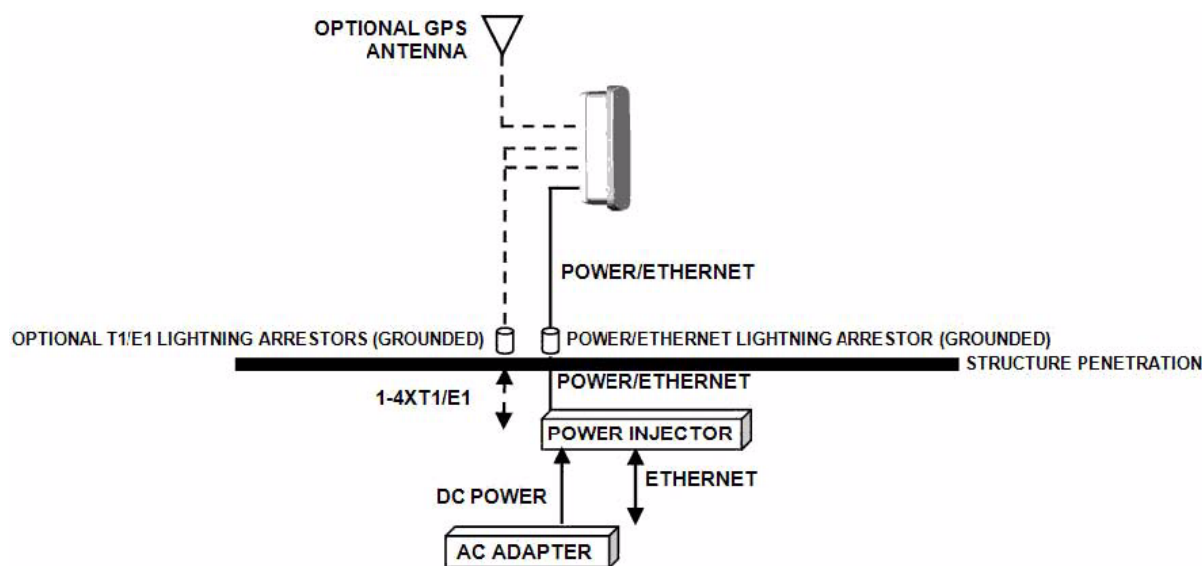 OPTIONAL GPS
ANTENNA
POWER/ETHERNET
OPTIONAL T1/E1 LIGHTNING ARRESTORS (GROUNDED)
POWER/ETHERNET LIGHTNING ARRESTOR (GROUNDED)
STRUCTURE PENETRATION
POWER/ETHERNET
1-4XT1/E1
POWER INJECTOR
ETHERNET
DC POWER
AC ADAPTER